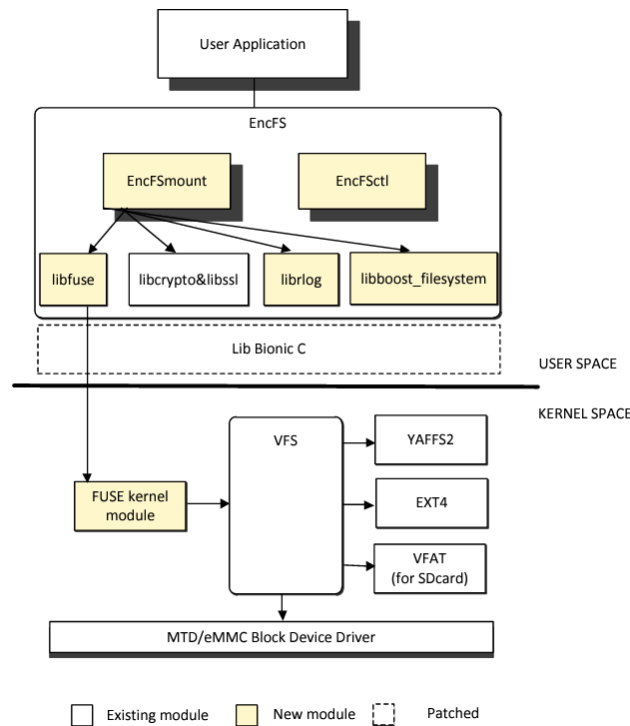 User Application
EncFS
EncFSmount
EncFSctl
libfuse
libcrypto&libssl
librlog
libboost_filesystem
Lib Bionic C
USER SPACE
KERNEL SPACE
VFS
YAFFS2
FUSE kernel
module
EXT4
VFAT
(for SDcard)
MTD/eMMC Block Device Driver
Existing module
New module
Patched